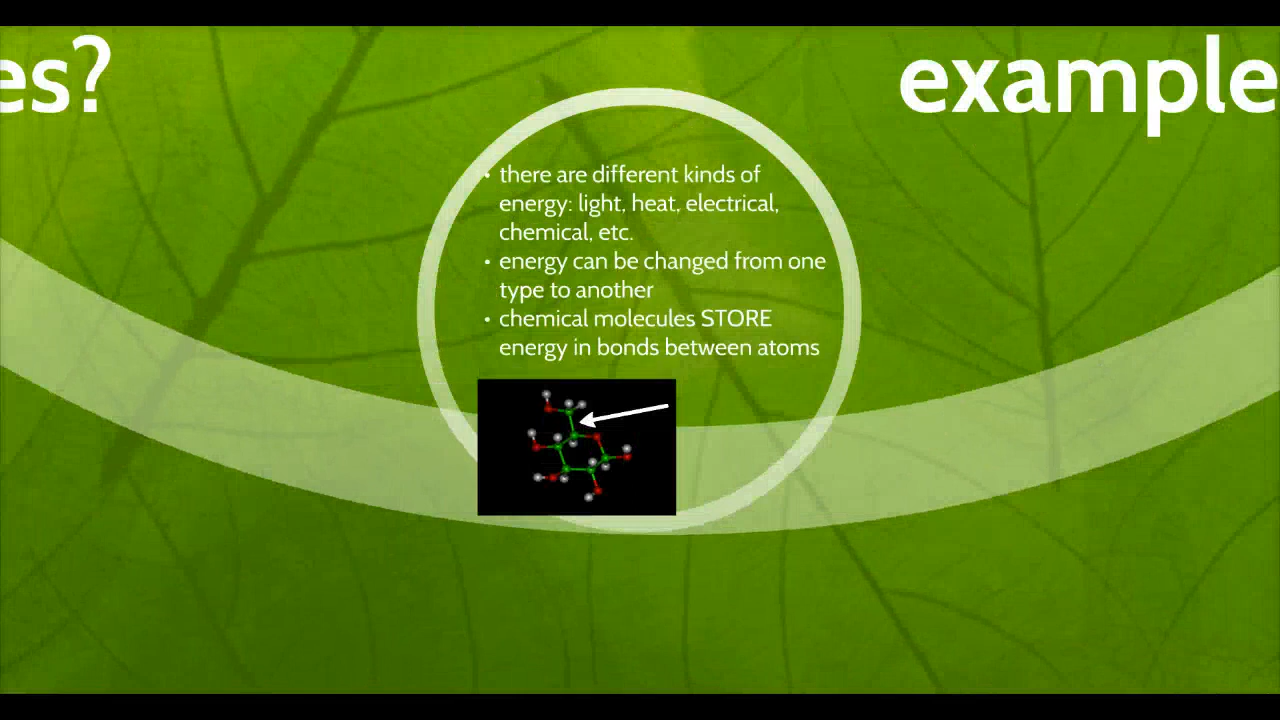 es?
example
• there are different kinds of
energy: light, heat, electrical,
chemical, etc.
• energy can be changed from one
type to another
• chemical molecules STORE
energy in bonds between atoms